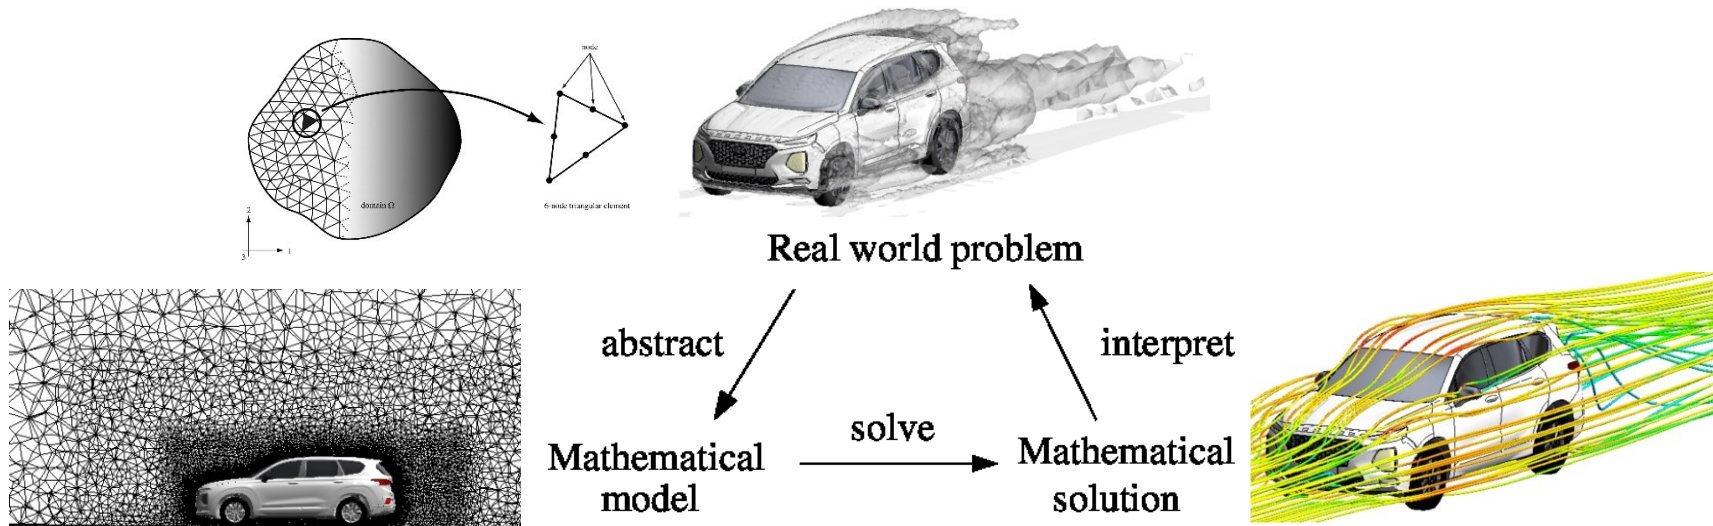 node
domain Ω
6-node triangular element
2
1
3
Real world problem
abstract
interpret
solve
Mathematical
model
Mathematical
solution